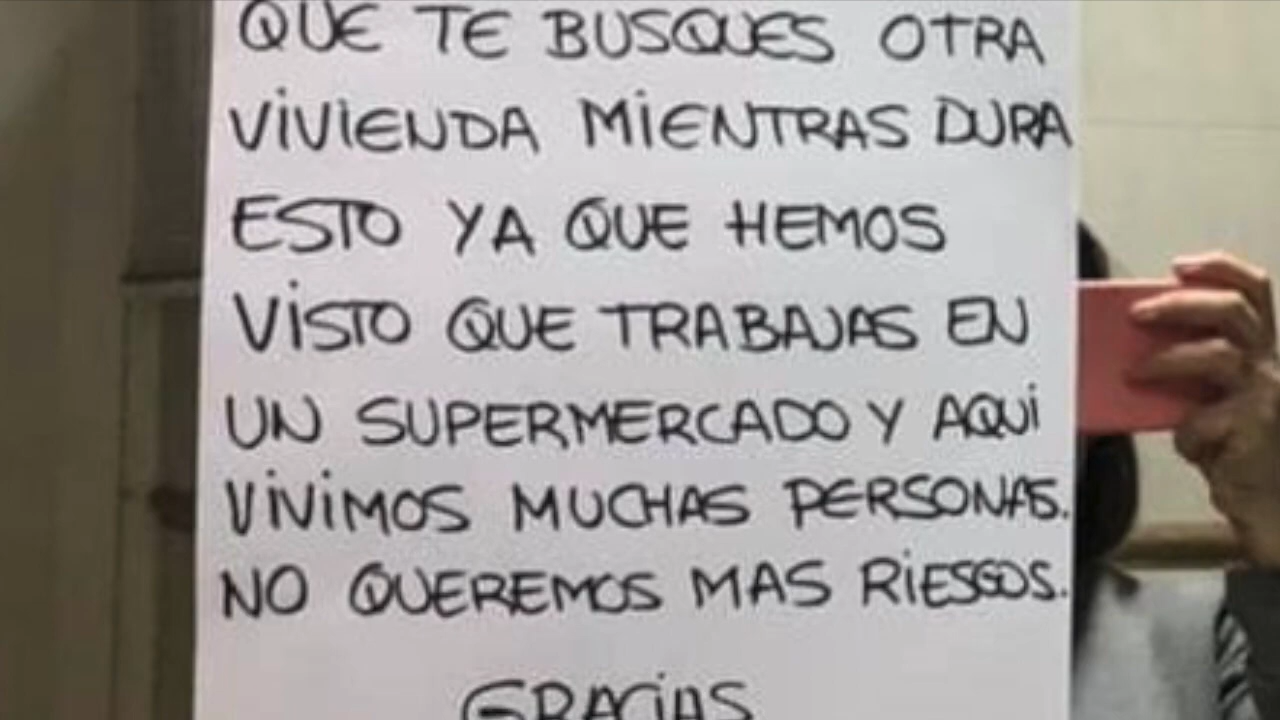 QUE TE BUSQUES OTRA
VIVIENDA MIENTRAS DURA
ESTO YA QUE HEMOS
VISTO QUE TRABAJAS EN
UN SUPERMERCADO Y AQUI
VIVIMOS MUCHAS PERSONAS.
NO QUEREMOS MAS RIESGOS.
GRACIAS